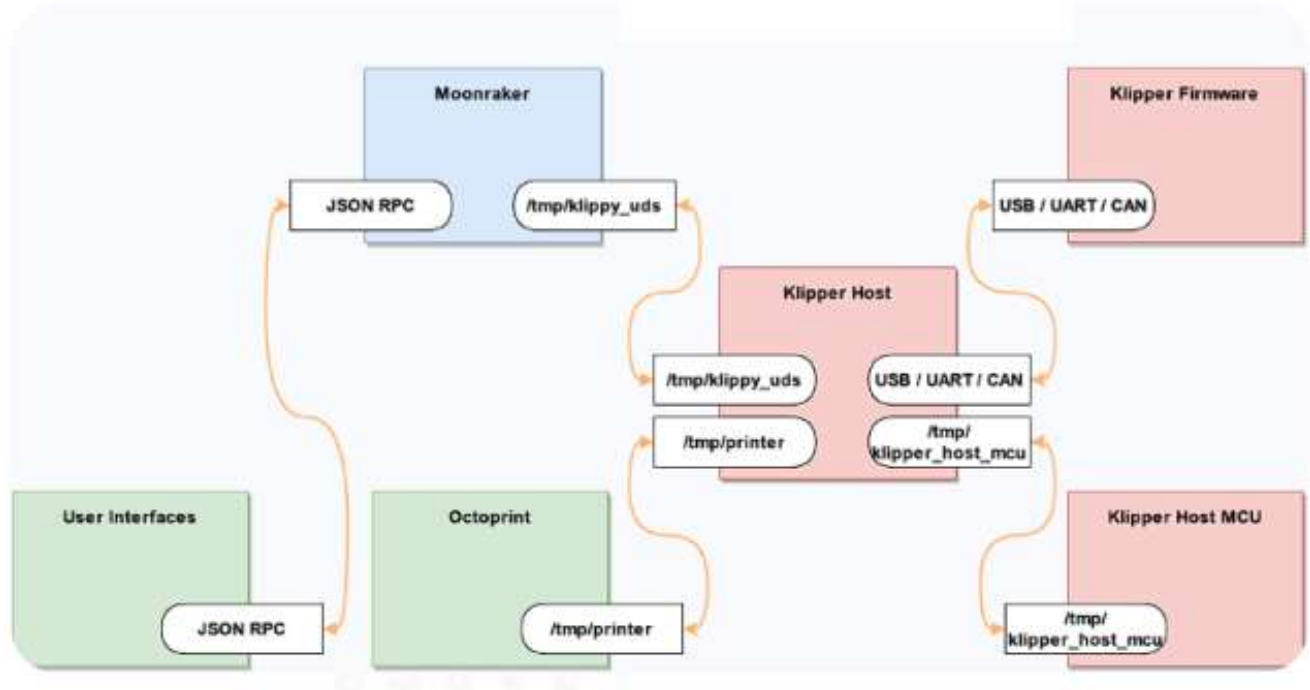 Moonraker
JSON RPC
/tmp/klippy_uds
Klipper Firmware
USB / UART / CAN
Klipper Host
/tmp/klippy_uds
USB / UART / CAN
/tmp/printer
/tmp/
klipper_host_mcu
User Interfaces
JSON RPC
Octoprint
/tmp/printer
Klipper Host MCU
/tmp/
klipper_host_mcu